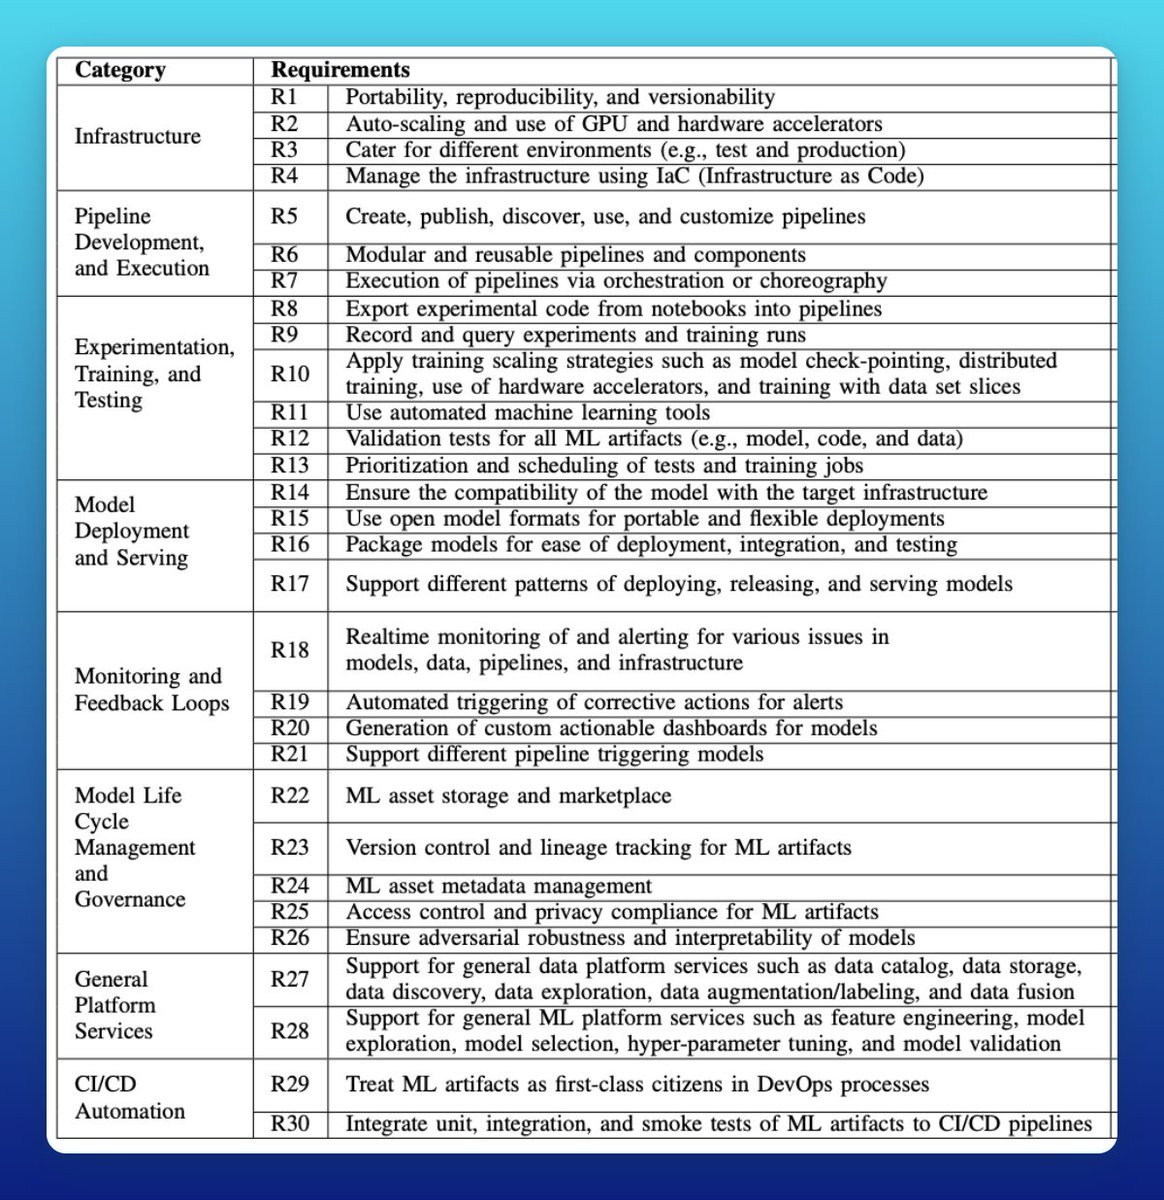 Category Requirements
Infrastructure
R1 Portability, reproducibility, and versionability
R2 Auto-scaling and use of GPU and hardware accelerators
R3 Cater for different environments (e.g., test and production)
R4 Manage the infrastructure using IaC (Infrastructure as Code)
Pipeline
Development,
and Execution
R5 Create, publish, discover, use, and customize pipelines
R6 Modular and reusable pipelines and components
R7 Execution of pipelines via orchestration or choreography
Experimentation,
Training, and
Testing
R8 Export experimental code from notebooks into pipelines
R9 Record and query experiments and training runs
R10 Apply training scaling strategies such as model check-pointing, distributed
training, use of hardware accelerators, and training with data set slices
R11 Use automated machine learning tools
R12 Validation tests for all ML artifacts (e.g., model, code, and data)
R13 Prioritization and scheduling of tests and training jobs
Model
Deployment
and Serving
R14 Ensure the compatibility of the model with the target infrastructure
R15 Use open model formats for portable and flexible deployments
R16 Package models for ease of deployment, integration, and testing
R17 Support different patterns of deploying, releasing, and serving models
Monitoring and
Feedback Loops
R18 Realtime monitoring of and alerting for various issues in
models, data, pipelines, and infrastructure
R19 Automated triggering of corrective actions for alerts
R20 Generation of custom actionable dashboards for models
R21 Support different pipeline triggering models
Model Life
Cycle
Management
and
Governance
R22 ML asset storage and marketplace
R23 Version control and lineage tracking for ML artifacts
R24 ML asset metadata management
R25 Access control and privacy compliance for ML artifacts
R26 Ensure adversarial robustness and interpretability of models
General
Platform
Services
R27 Support for general data platform services such as data catalog, data storage,
data discovery, data exploration, data augmentation/labeling, and data fusion
R28 Support for general ML platform services such as feature engineering, model
exploration, model selection, hyper-parameter tuning, and model validation
CI/CD
Automation
R29 Treat ML artifacts as first-class citizens in DevOps processes
R30 Integrate unit, integration, and smoke tests of ML artifacts to CI/CD pipelines